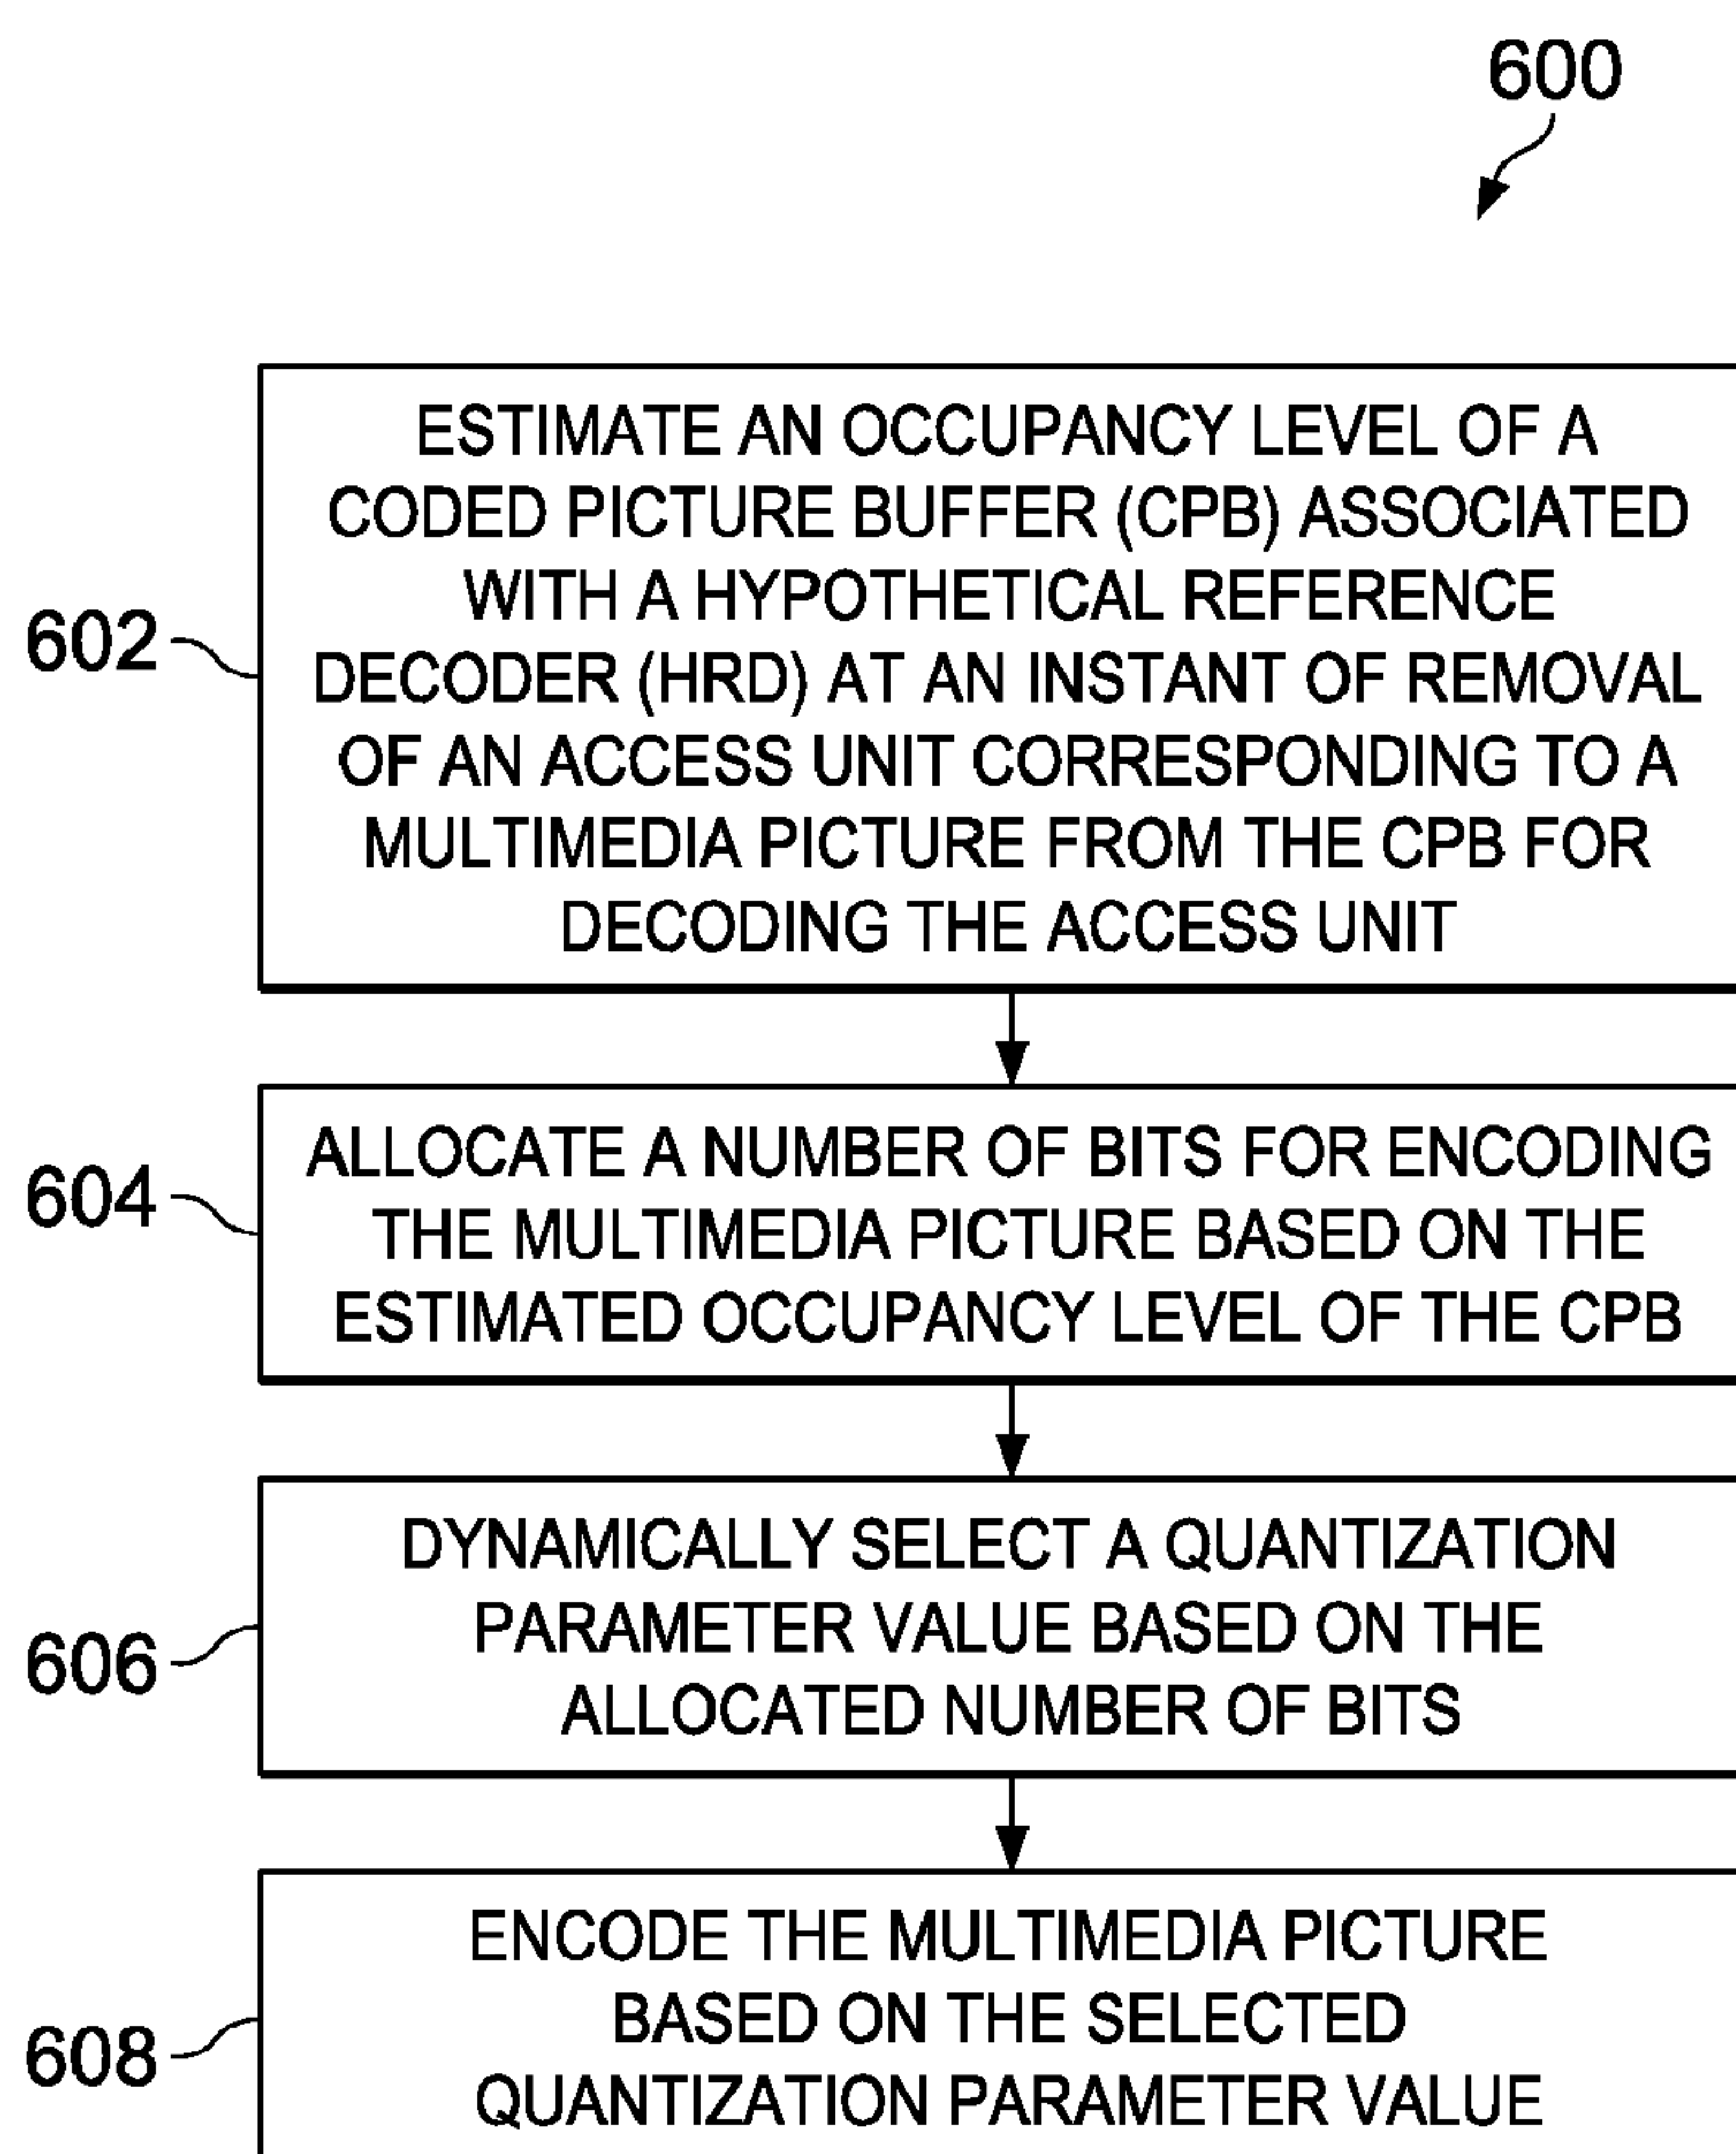 600
602
ESTIMATE AN OCCUPANCY LEVEL OF A
CODED PICTURE BUFFER (CPB) ASSOCIATED
WITH A HYPOTHETICAL REFERENCE
DECODER (HRD) AT AN INSTANT OF REMOVAL
OF AN ACCESS UNIT CORRESPONDING TO A
MULTIMEDIA PICTURE FROM THE CPB FOR
DECODING THE ACCESS UNIT
604
ALLOCATE A NUMBER OF BITS FOR ENCODING
THE MULTIMEDIA PICTURE BASED ON THE
ESTIMATED OCCUPANCY LEVEL OF THE CPB
606
DYNAMICALLY SELECT A QUANTIZATION
PARAMETER VALUE BASED ON THE
ALLOCATED NUMBER OF BITS
608
ENCODE THE MULTIMEDIA PICTURE
BASED ON THE SELECTED
QUANTIZATION PARAMETER VALUE